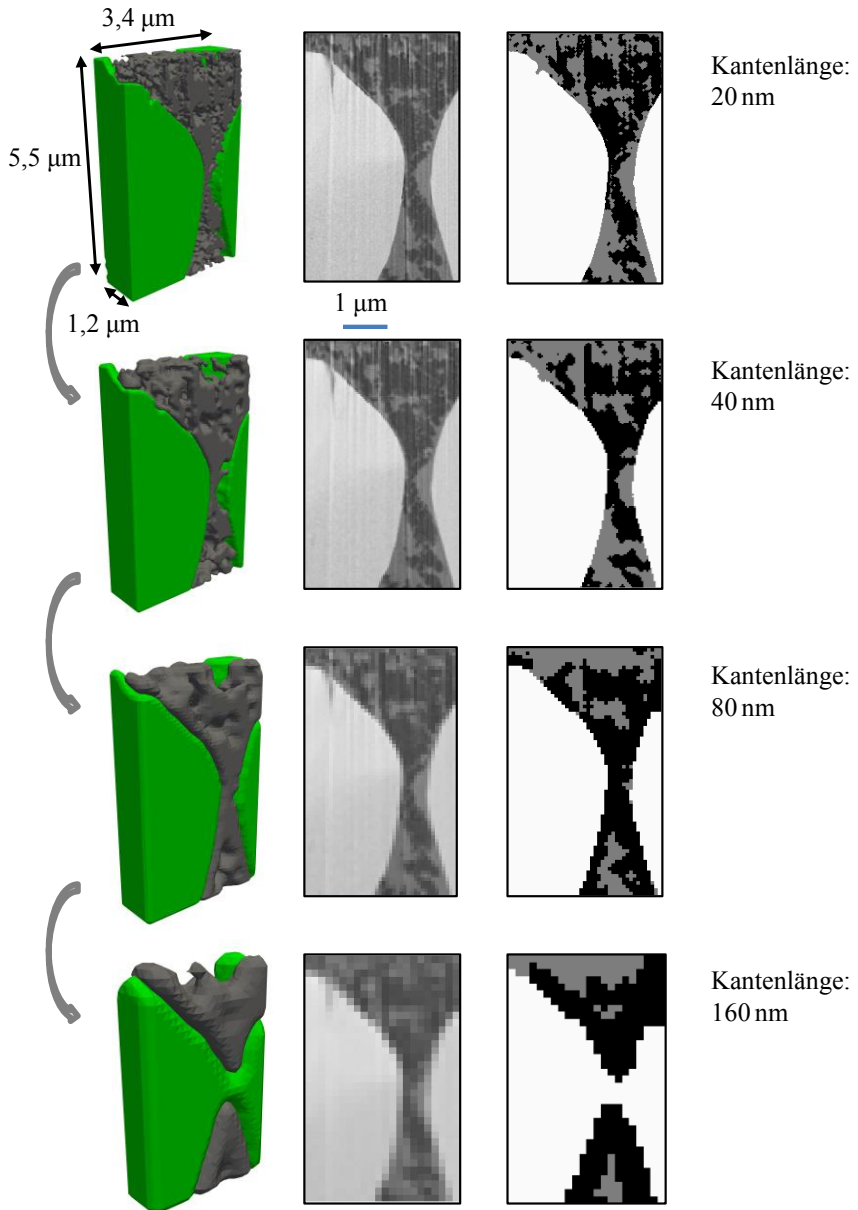 3,4 μm
5,5 μm
1,2 μm
Kantenlänge:
20 nm
1 μm
Kantenlänge:
40 nm
Kantenlänge:
80 nm
Kantenlänge:
160 nm